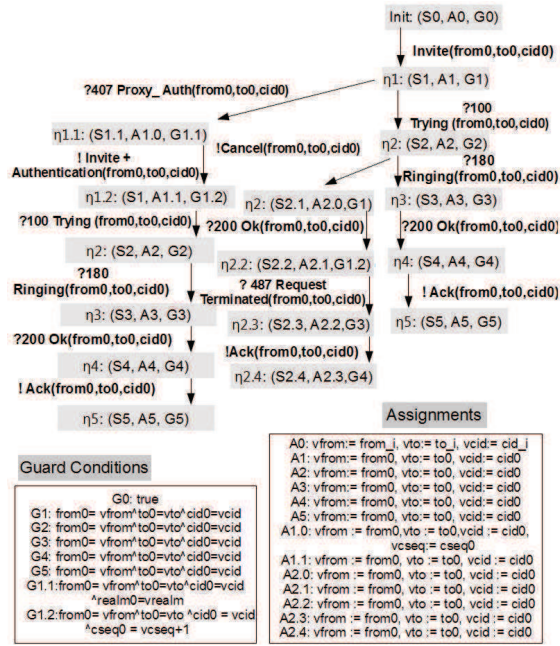 Init: (S0, A0, G0)
Invite(from0,to0,cid0)
η1: (S1, A1, G1)
?407 Proxy_ Auth(from0,to0,cid0)
?100
Trying (from0,to0,cid0)
η1.1: (S1.1, A1.0, G1.1)
!Cancel(from0,to0,cid0)
η2: (S2, A2, G2)
! Invite +
Authentication(from0,to0,cid0)
?180
Ringing(from0,to0,cid0)
η1.2: (S1, A1.1, G1.2)
η2: (S2.1, A2.0,G1)
η3: (S3, A3, G3)
?100 Trying (from0,to0,cid0)
?200 Ok(from0,to0,cid0)
?200 Ok(from0,to0,cid0)
η2: (S2, A2, G2)
η2.2: (S2.2, A2.1,G1.2)
η4: (S4, A4, G4)
?180
Ringing(from0,to0,cid0)
? 487 Request
Terminated(from0,to0,cid0)
! Ack(from0,to0,cid0)
η3: (S3, A3, G3)
η2.3: (S2.3, A2.2,G3)
η5: (S5, A5, G5)
?200 Ok(from0,to0,cid0)
!Ack(from0,to0,cid0)
η4: (S4, A4, G4)
η2.4: (S2.4, A2.3,G4)
! Ack(from0,to0,cid0)
η5: (S5, A5, G5)
Assignments
A0: vfrom:= from_i, vto:= to_i, vcid:= cid_i
A1: vfrom:= from0, vto:= to0, vcid:= cid0
A2: vfrom:= from0, vto:= to0, vcid:= cid0
A3: vfrom:= from0, vto:= to0, vcid:= cid0
A4: vfrom:= from0, vto:= to0, vcid:= cid0
A5: vfrom:= from0, vto:= to0, vcid:= cid0
A1.0: vfrom := from0,vto := to0,vcid := cid0,
vcseq:= cseq0
A1.1: vfrom := from0, vto := to0, vcid := cid0
A2.0: vfrom := from0, vto := to0, vcid := cid0
A2.1: vfrom := from0, vto := to0, vcid := cid0
A2.2: vfrom := from0, vto := to0, vcid := cid0
A2.3: vfrom := from0, vto := to0, vcid := cid0
A2.4: vfrom := from0, vto := to0, vcid := cid0
Guard Conditions
G0: true
G1: from0= vfrom^to0=vto^cid0=vcid
G2: from0= vfrom^to0=vto^cid0=vcid
G3: from0= vfrom^to0=vto^cid0=vcid
G4: from0= vfrom^to0=vto^cid0=vcid
G5: from0= vfrom^to0=vto^cid0=vcid
G1.1:from0= vfrom^to0=vto^cid0=vcid
^realm0=vrealm
G1.2:from0= vfrom^to0=vto ^cid0 = vcid
^cseq0 = vcseq+1